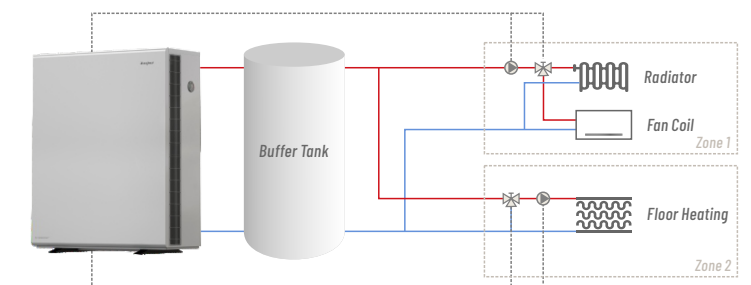 Buffer Tank
Radiator
Fan Coil
Zone 1
Floor Heating
Zone 2